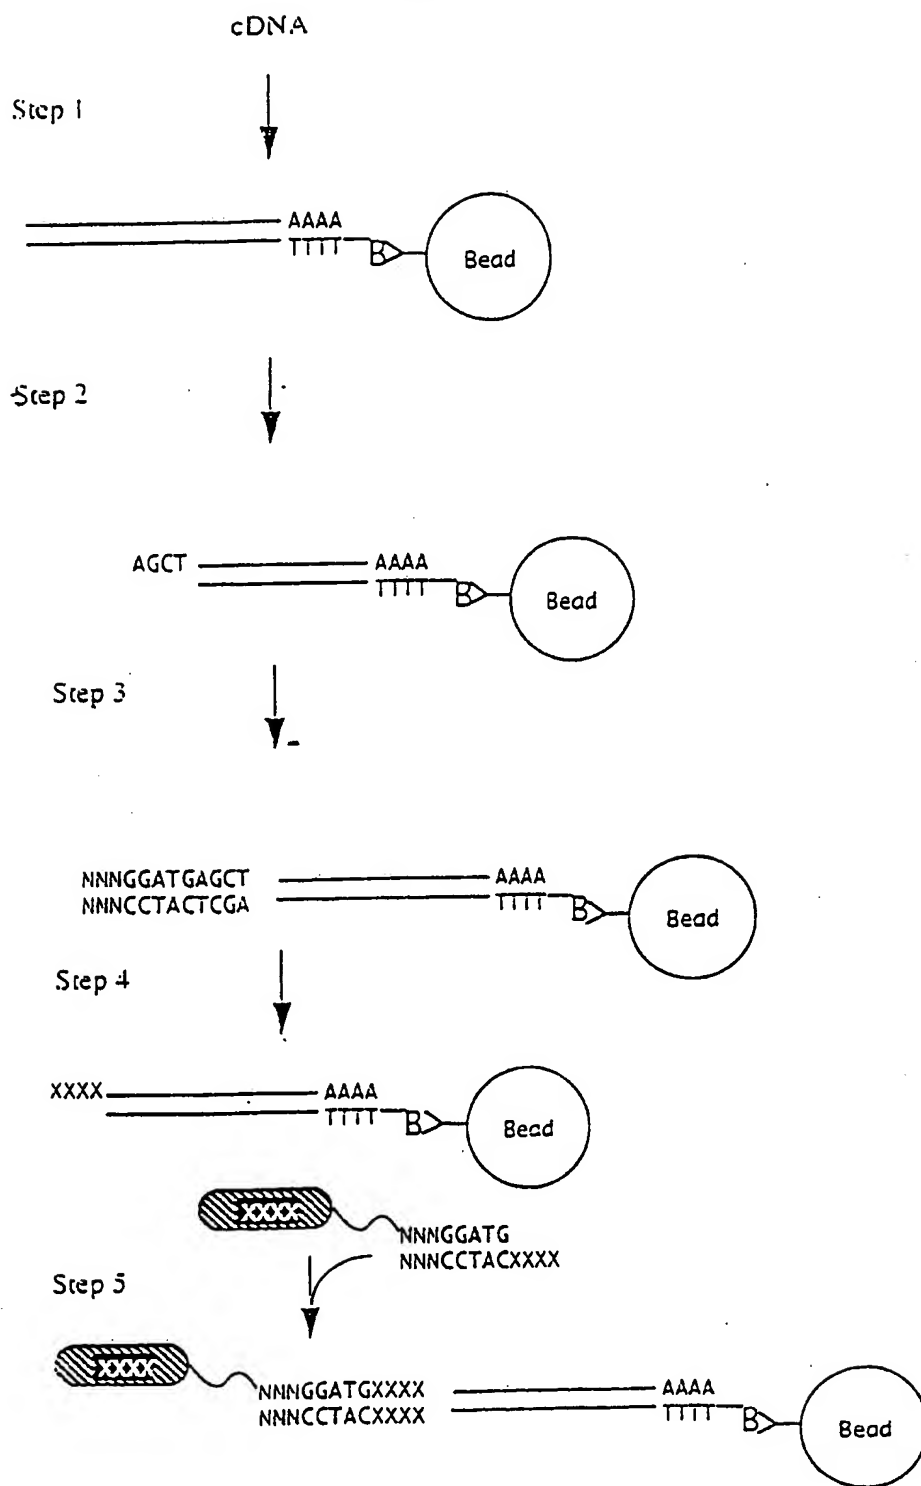 cDNA
Step 1
AAAA
TTTT B Bead
Step 2
AGCT AAAA
TTTT B Bead
Step 3
NNNGGATGAGCT AAAA
NNNCCTACTCGA TTTT B Bead
Step 4
XXXX AAAA
TTTT B Bead
XXXX
NNNGGATG
NNNCCTACXXXX
Step 5
XXXX
NNNGGATGXXXX AAAA
NNNCCTACXXXX TTTT B Bead